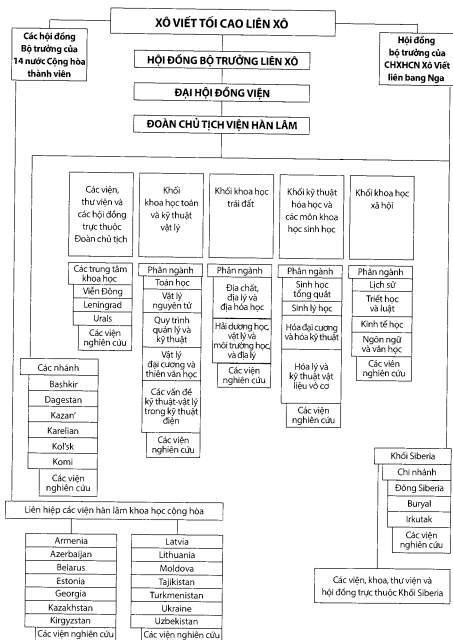 XÔ VIẾT TỐI CAO LIÊN XÔ
Các hội đồng
Bộ trưởng của
14 nước Cộng hòa
thành viên
Hội đồng
bộ trưởng của
CHXHCN Xô Viết
liên bang Nga
HỘI ĐỒNG BỘ TRƯỞNG LIÊN XÔ
ĐẠI HỘI ĐỒNG VIỆN
ĐOÀN CHỦ TỊCH VIỆN HÀN LÂM
Các viện,
thư viện và
các hội đồng
trực thuộc
Đoàn chủ tịch
Khối
khoa học toán
và kỹ thuật
vật lý
Khối khoa học
trái đất
Khối kỹ thuật
hóa học và
các môn khoa
học sinh học
Khối khoa học
xã hội
Các trung tâm
khoa học
Viễn Đông
Leningrad
Urals
Các viện
nghiên cứu
Phân ngành
Toán học
Vật lý
nguyên tử
Quy trình
quản lý và
kỹ thuật
Vật lý
đại cương và
thiên văn học
Các vấn đề
kỹ thuật-vật lý
trong kỹ thuật
điện
Các viện
nghiên cứu
Phân ngành
Địa chất,
địa lý và
địa hóa học
Hải dương học,
vật lý và
môi trường học,
và địa lý
Các viện
nghiên cứu
Phân ngành
Sinh học
tổng quát
Sinh lý học
Hóa đại cương
và hóa kỹ thuật
Hóa lý và
kỹ thuật vật
liệu vô cơ
Các viện
nghiên cứu
Phân ngành
Lịch sử
Triết học
và luật
Kinh tế học
Ngôn ngữ
và văn học
Các viện
nghiên cứu
Các nhánh
Bashkir
Dagestan
Kazan'
Karelian
Kol'sk
Komi
Các viện
nghiên cứu
Khối Siberia
Chi nhánh
Đông Siberia
Buryal
Irkutak
Các viện
nghiên cứu
Các viện, khoa, thư viện và
hội đồng trực thuộc Khối Siberia
Liên hiệp các viện hàn lâm khoa học cộng hòa
Armenia
Azerbaijan
Belarus
Estonia
Georgia
Kazakhstan
Kirgyzstan
Các viện nghiên cứu
Latvia
Lithuania
Moldova
Tajikistan
Turkmenistan
Ukraine
Uzbekistan
Các viện nghiên cứu